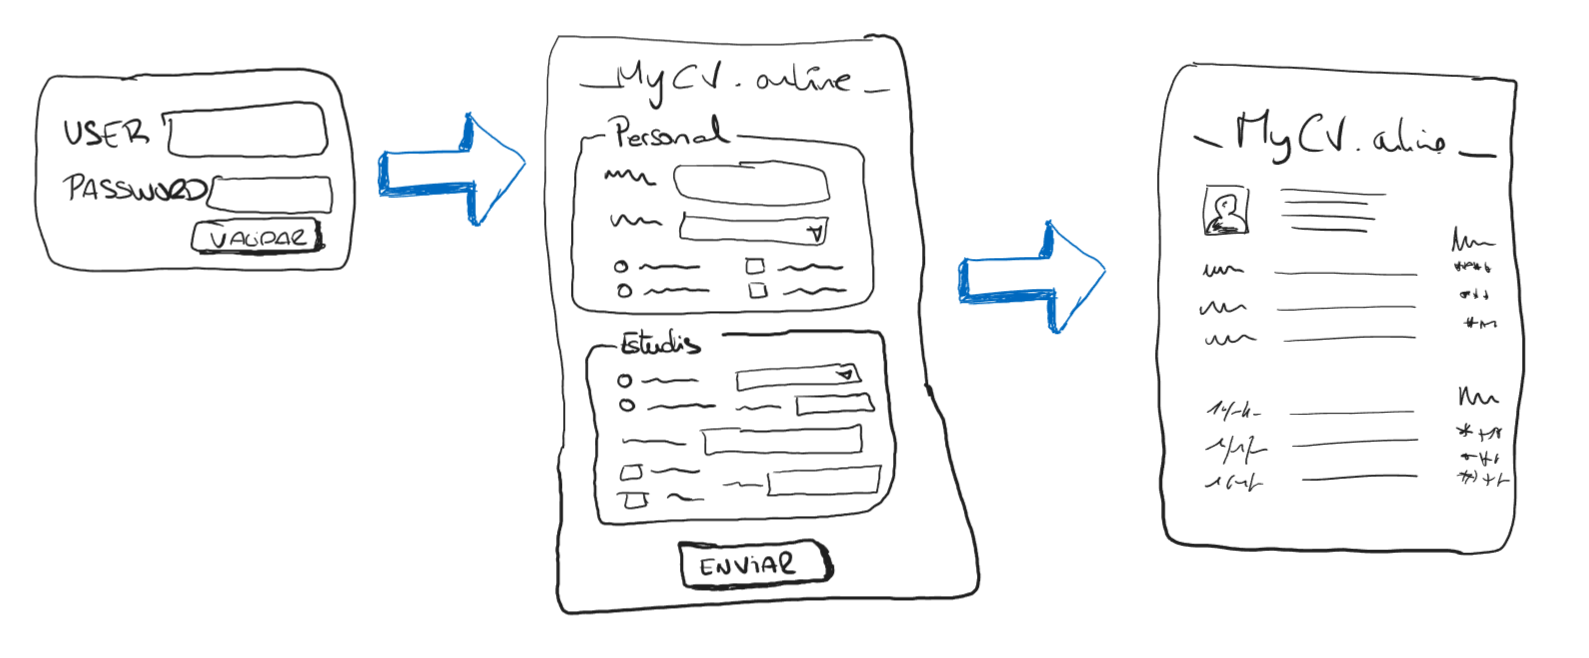 USER
PASSWORD
VALIDAR
MyCV.online
Personal
Estudis
ENVIAR
MyCV.online